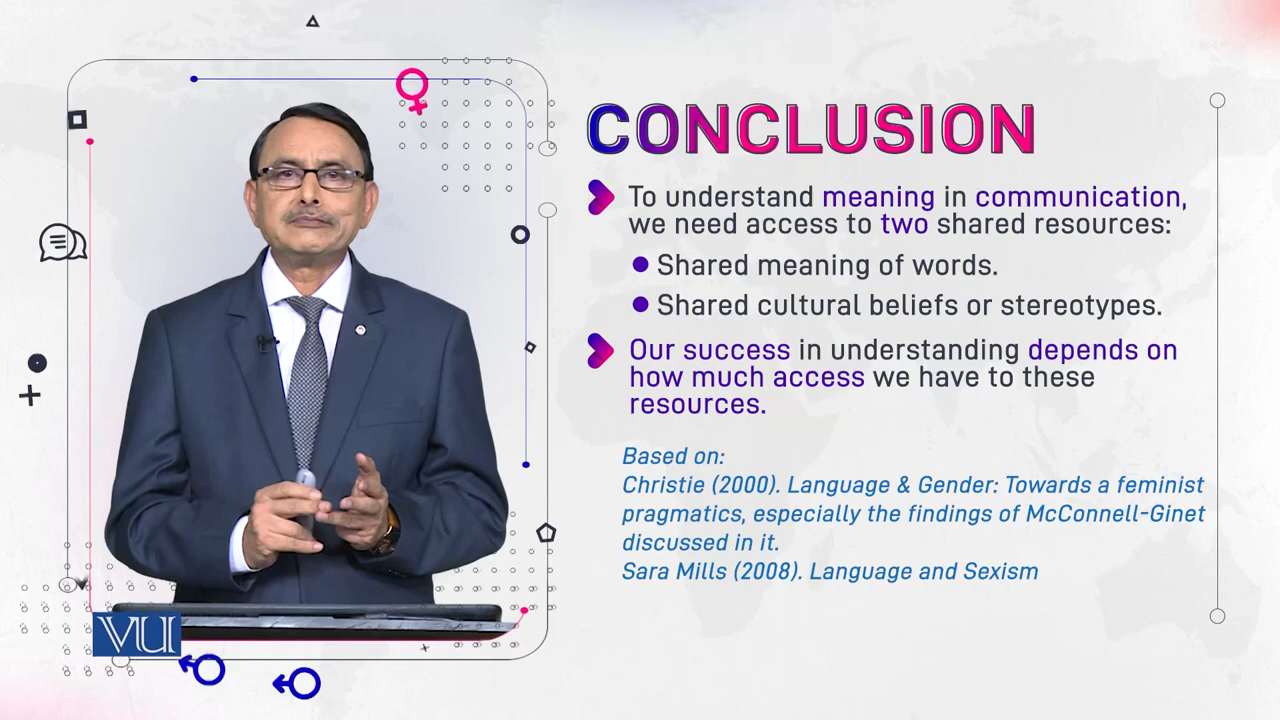 CONCLUSION
To understand meaning in communication,
we need access to two shared resources:
Shared meaning of words.
Shared cultural beliefs or stereotypes.
Our success in understanding depends on
how much access we have to these
resources.
Based on:
Christie (2000). Language & Gender: Towards a feminist
pragmatics, especially the findings of McConnell-Ginet
discussed in it.
Sara Mills (2008). Language and Sexism
VU